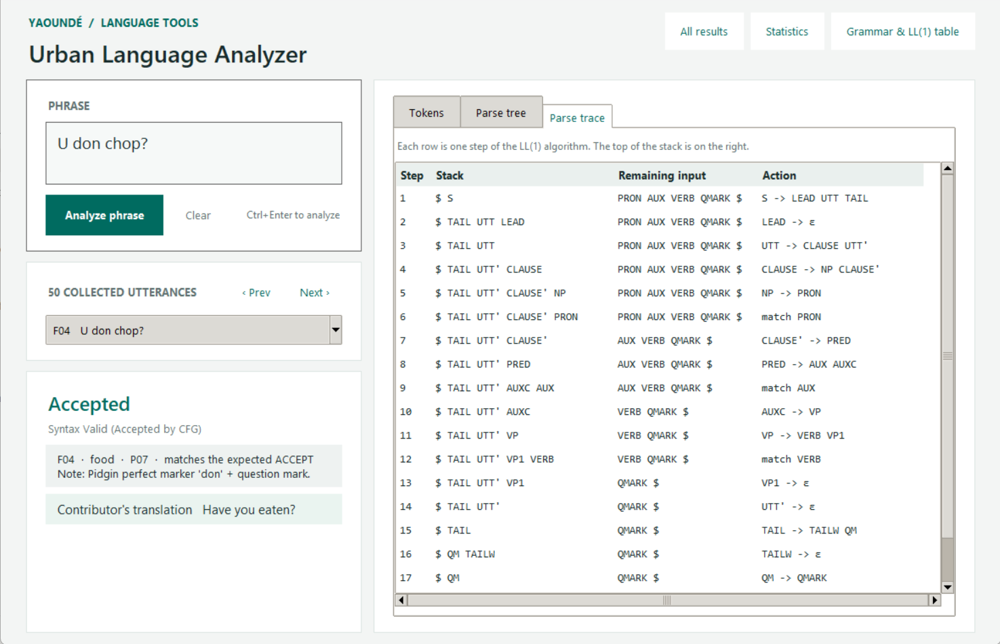 YAOUNDÉ / LANGUAGE TOOLS
Urban Language Analyzer
All results
Statistics
Grammar & LL(1) table
PHRASE
U don chop?
Analyze phrase
Clear
Ctrl+Enter to analyze
50 COLLECTED UTTERANCES
‹ Prev
Next ›
F04 U don chop?
Accepted
Syntax Valid (Accepted by CFG)
F04 · food · P07 · matches the expected ACCEPT
Note: Pidgin perfect marker 'don' + question mark.
Contributor's translation Have you eaten?
Tokens
Parse tree
Parse trace
Each row is one step of the LL(1) algorithm. The top of the stack is on the right.
Step Stack Remaining input Action
1 $ S PRON AUX VERB QMARK $ S -> LEAD UTT TAIL
2 $ TAIL UTT LEAD PRON AUX VERB QMARK $ LEAD -> ε
3 $ TAIL UTT PRON AUX VERB QMARK $ UTT -> CLAUSE UTT'
4 $ TAIL UTT' CLAUSE PRON AUX VERB QMARK $ CLAUSE -> NP CLAUSE'
5 $ TAIL UTT' CLAUSE' NP PRON AUX VERB QMARK $ NP -> PRON
6 $ TAIL UTT' CLAUSE' PRON PRON AUX VERB QMARK $ match PRON
7 $ TAIL UTT' CLAUSE' AUX VERB QMARK $ CLAUSE' -> PRED
8 $ TAIL UTT' PRED AUX VERB QMARK $ PRED -> AUX AUXC
9 $ TAIL UTT' AUXC AUX AUX VERB QMARK $ match AUX
10 $ TAIL UTT' AUXC VERB QMARK $ AUXC -> VP
11 $ TAIL UTT' VP VERB QMARK $ VP -> VERB VP1
12 $ TAIL UTT' VP1 VERB VERB QMARK $ match VERB
13 $ TAIL UTT' VP1 QMARK $ VP1 -> ε
14 $ TAIL UTT' QMARK $ UTT' -> ε
15 $ TAIL QMARK $ TAIL -> TAILW QM
16 $ QM TAILW QMARK $ TAILW -> ε
17 $ QM QMARK $ QM -> QMARK